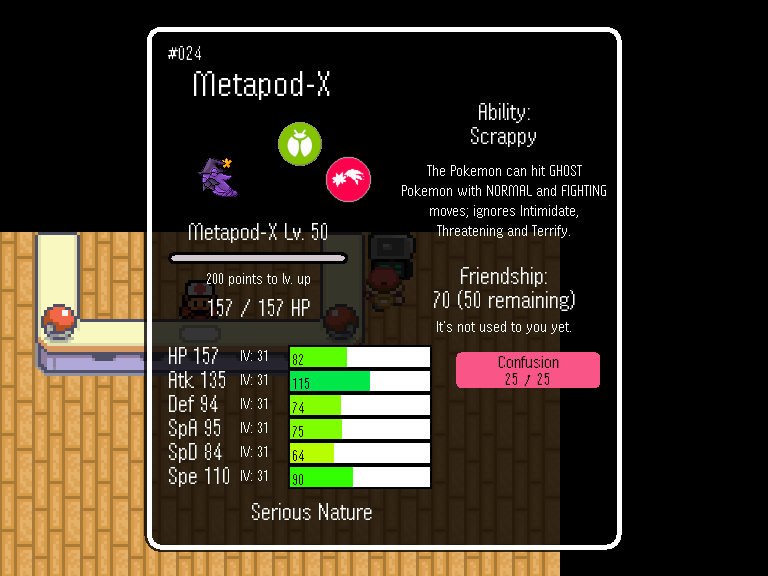 #024
Metapod-X
Ability:
Scrappy
The Pokemon can hit GHOST
Pokemon with NORMAL and FIGHTING
moves; ignores Intimidate,
Threatening and Terrify.
Metapod-X Lv. 50
200 points to lv. up
157 / 157 HP
Friendship:
70 (50 remaining)
It's not used to you yet.
Confusion
25 / 25
HP 157 IV: 31 82
Atk 135 IV: 31 115
Def 94 IV: 31 74
SpA 95 IV: 31 75
SpD 84 IV: 31 64
Spe 110 IV: 31 90
Serious Nature